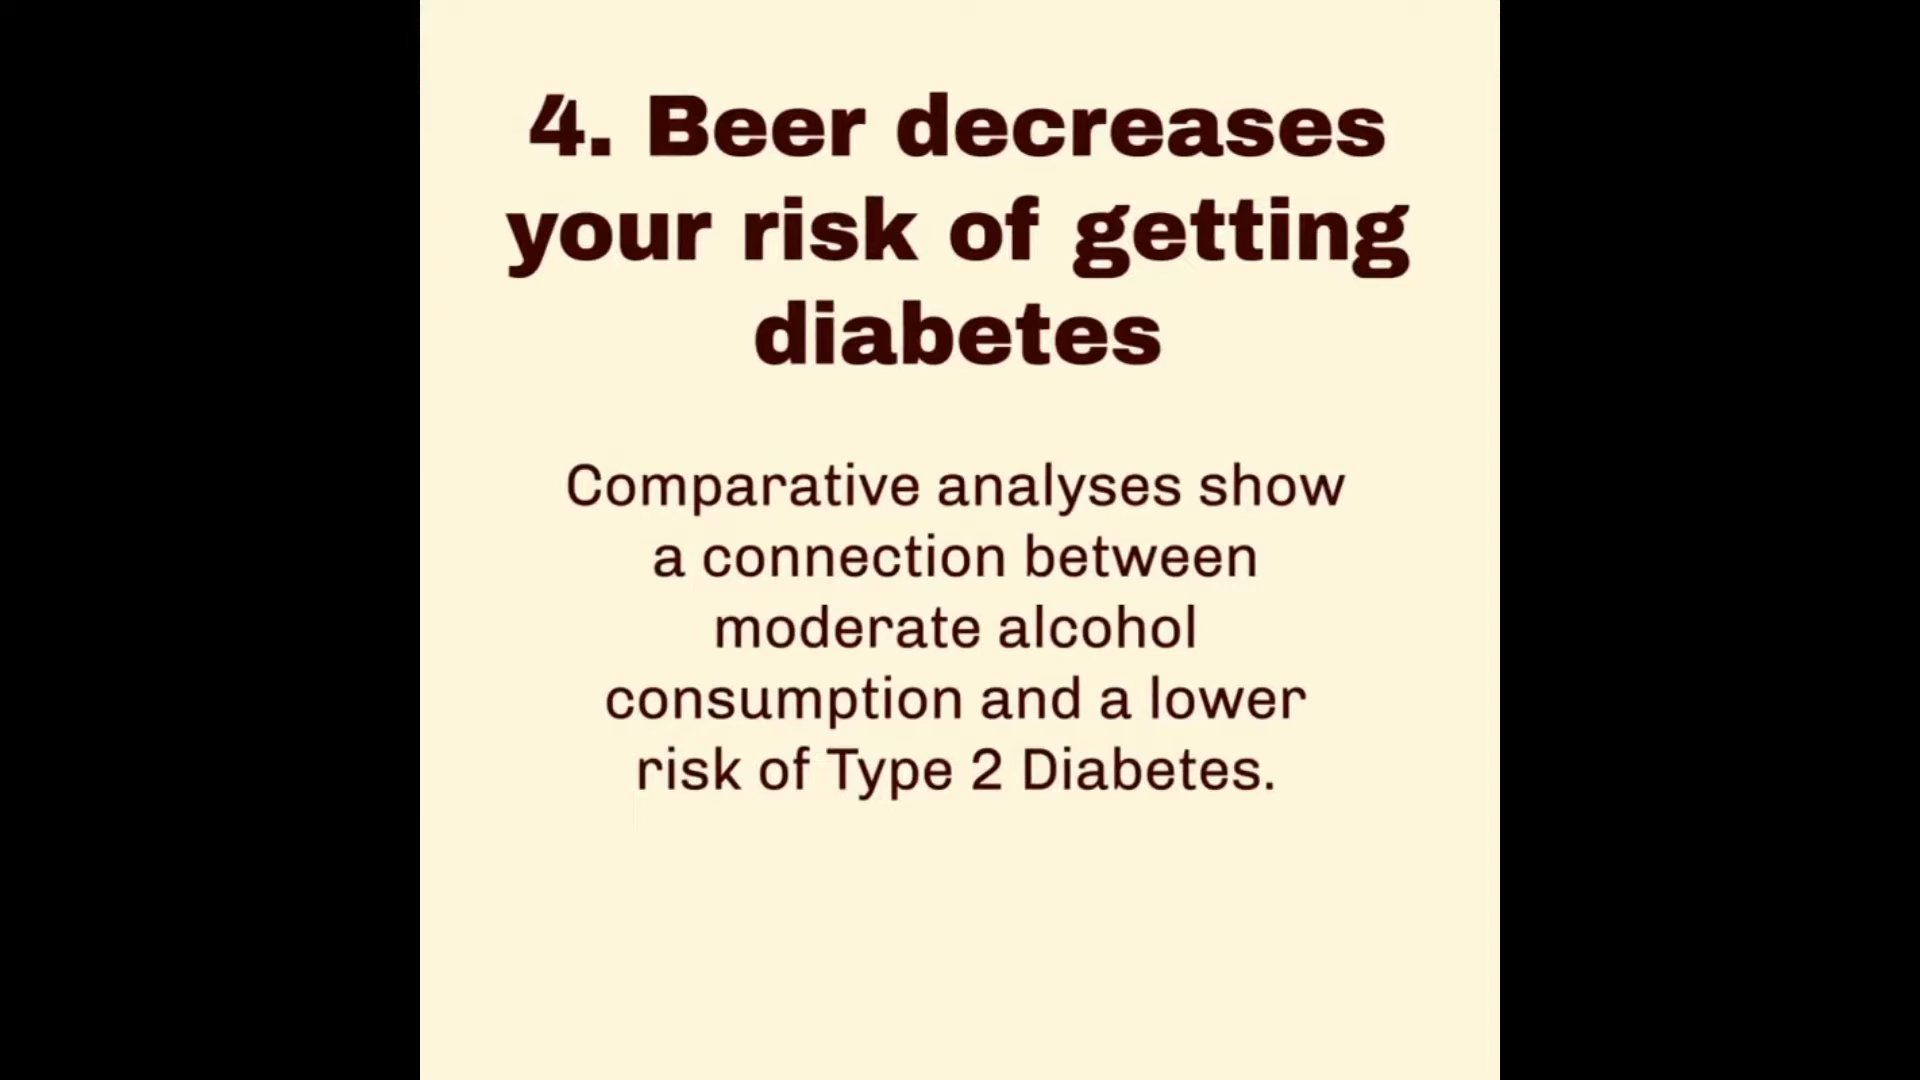 4. Beer decreases
your risk of getting
diabetes
Comparative analyses show
a connection between
moderate alcohol
consumption and a lower
risk of Type 2 Diabetes.